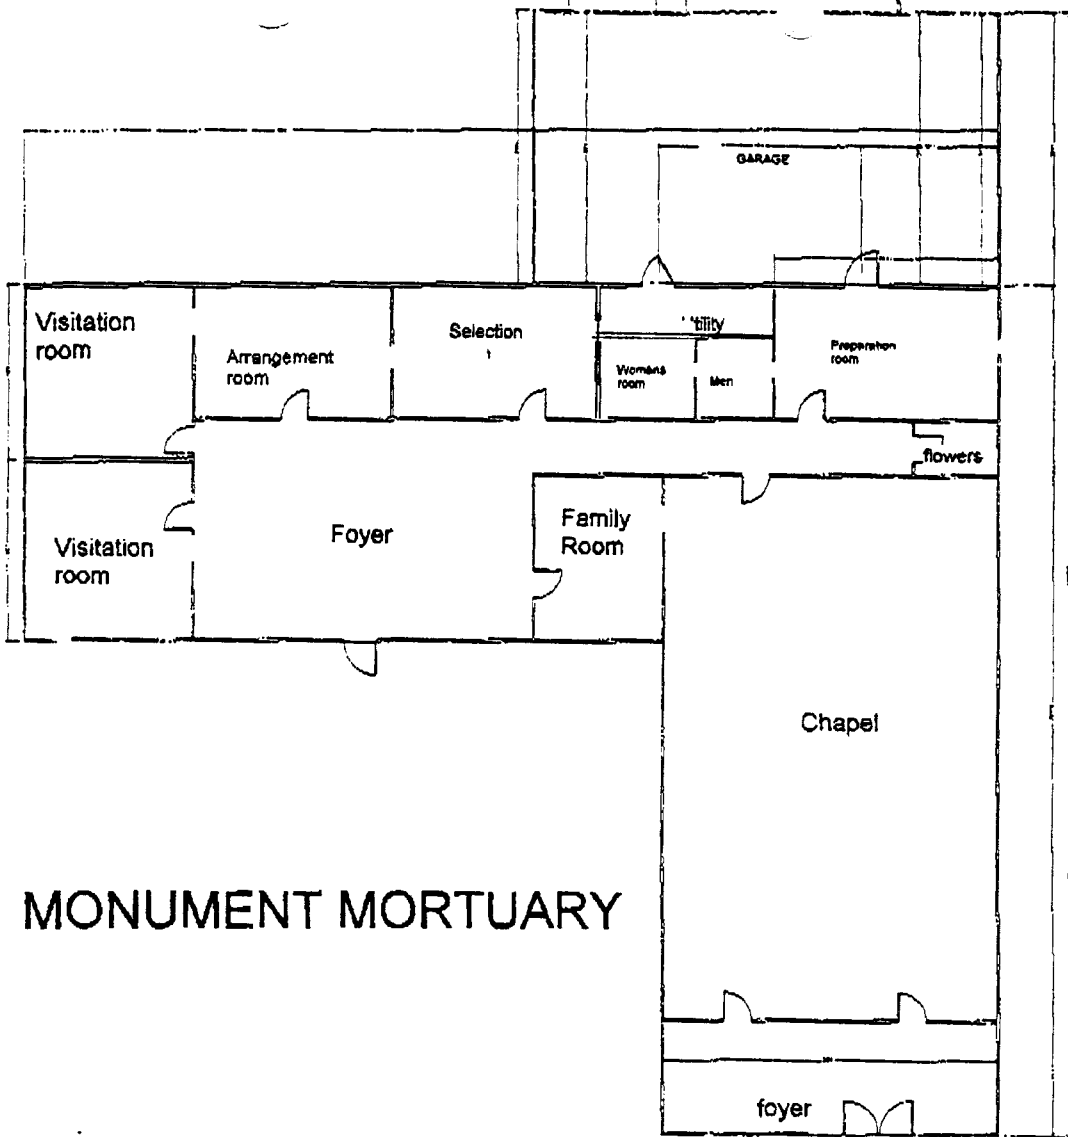 GARAGE
Visitation
room
Arrangement
room
Selection
tility
Womens
room
Men
Preparation
room
flowers
Visitation
room
Foyer
Family
Room
Chapel
MONUMENT MORTUARY
foyer